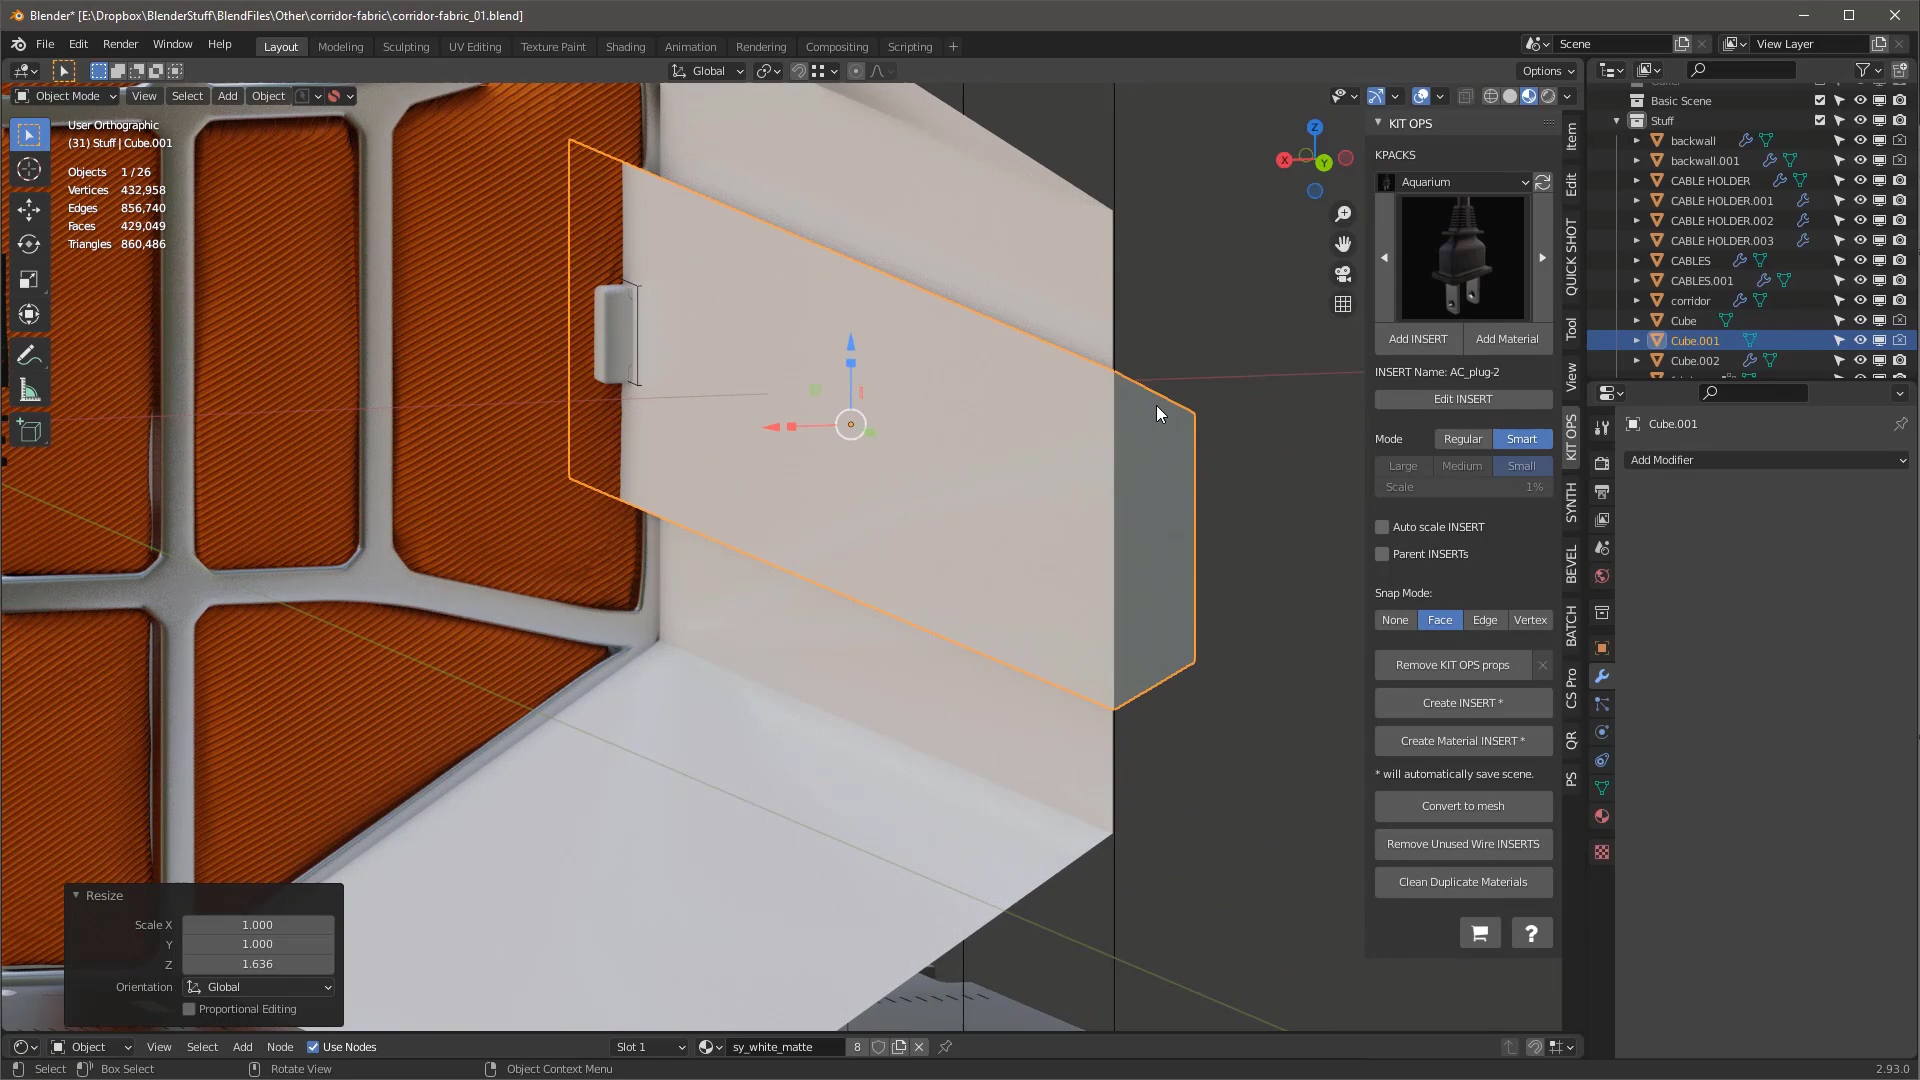 Blender* [E:\Dropbox\BlenderStuff\BlendFiles\Other\corridor-fabric\corridor-fabric_01.blend]
File Edit Render Window Help Layout Modeling Sculpting UV Editing Texture Paint Shading Animation Rendering Compositing Scripting + Scene View Layer
Global Options
Object Mode View Select Add Object
User Orthographic
(31) Stuff | Cube.001
Objects 1 / 26
Vertices 432,958
Edges 856,740
Faces 429,049
Triangles 860,486
Z
X
Y
KIT OPS
KPACKS
Aquarium
Add INSERT Add Material
INSERT Name: AC_plug-2
Edit INSERT
Mode Regular Smart
Large Medium Small
Scale 1%
Auto scale INSERT
Parent INSERTs
Snap Mode:
None Face Edge Vertex
Remove KIT OPS props
Create INSERT *
Create Material INSERT *
* will automatically save scene.
Convert to mesh
Remove Unused Wire INSERTS
Clean Duplicate Materials
?
Item
Edit
QUICK SHOT
Tool
View
KIT OPS
SYNTH
BEVEL
BATCH
CS Pro
QR
PS
Basic Scene
Stuff
backwall
backwall.001
CABLE HOLDER
CABLE HOLDER.001
CABLE HOLDER.002
CABLE HOLDER.003
CABLES
CABLES.001
corridor
Cube
Cube.001
Cube.002
Cube.001
Add Modifier
Resize
Scale X 1.000
Y 1.000
Z 1.636
Orientation Global
Proportional Editing
Object View Select Add Node Use Nodes Slot 1 sy_white_matte 8
Select Box Select Rotate View Object Context Menu 2.93.0